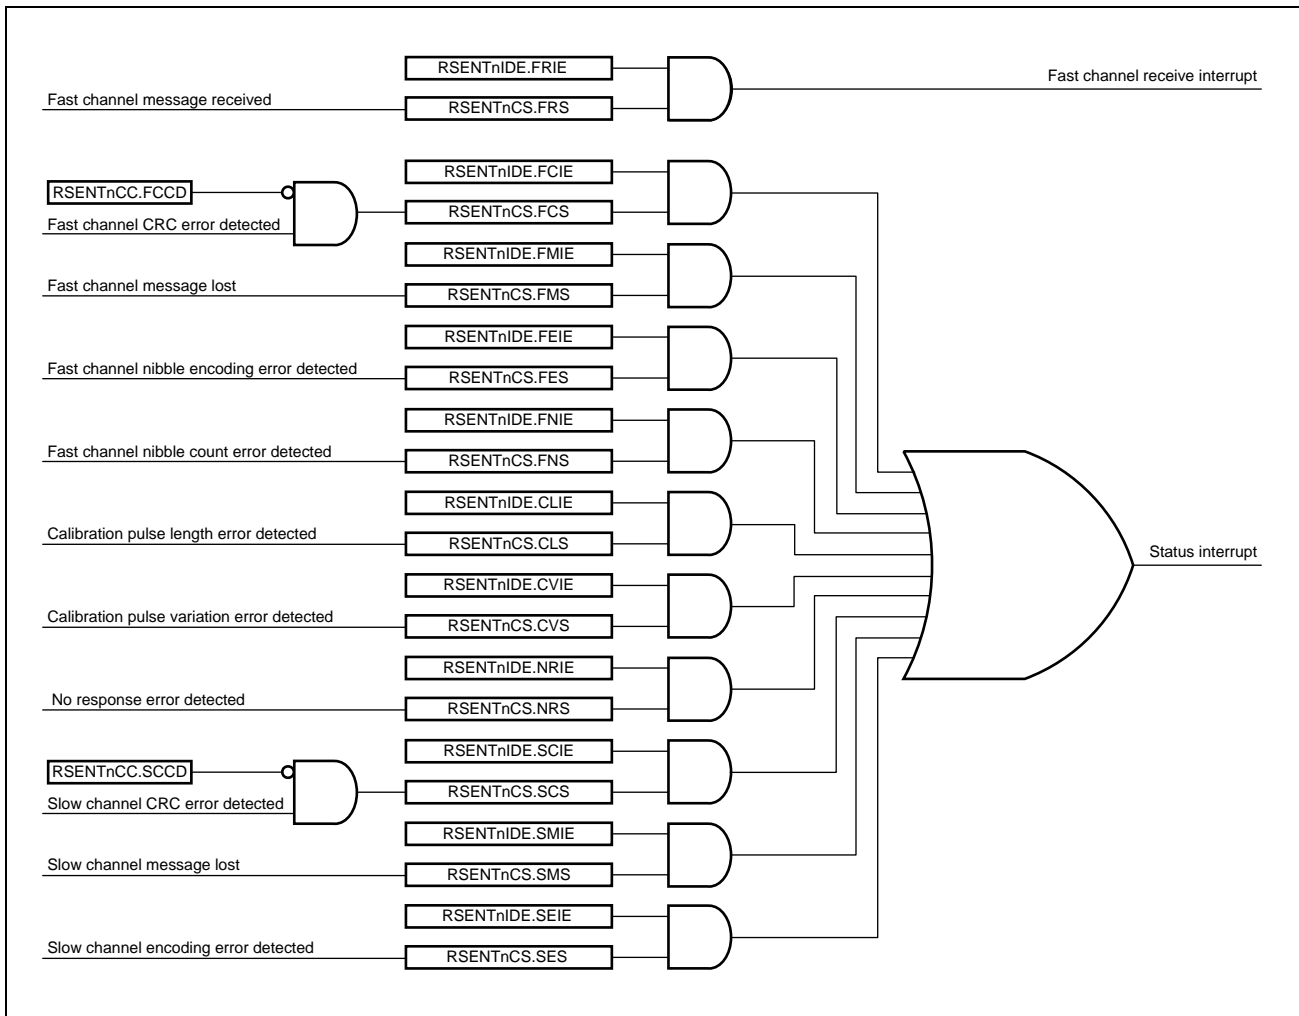 RSENTnIDE.FRIE
Fast channel receive interrupt
Fast channel message received
RSENTnCS.FRS
RSENTnIDE.FCIE
RSENTnCC.FCCD
RSENTnCS.FCS
Fast channel CRC error detected
RSENTnIDE.FMIE
Fast channel message lost
RSENTnCS.FMS
RSENTnIDE.FEIE
Fast channel nibble encoding error detected
RSENTnCS.FES
RSENTnIDE.FNIE
Fast channel nibble count error detected
RSENTnCS.FNS
RSENTnIDE.CLIE
Calibration pulse length error detected
RSENTnCS.CLS
Status interrupt
RSENTnIDE.CVIE
Calibration pulse variation error detected
RSENTnCS.CVS
RSENTnIDE.NRIE
No response error detected
RSENTnCS.NRS
RSENTnIDE.SCIE
RSENTnCC.SCCD
RSENTnCS.SCS
Slow channel CRC error detected
RSENTnIDE.SMIE
Slow channel message lost
RSENTnCS.SMS
RSENTnIDE.SEIE
Slow channel encoding error detected
RSENTnCS.SES